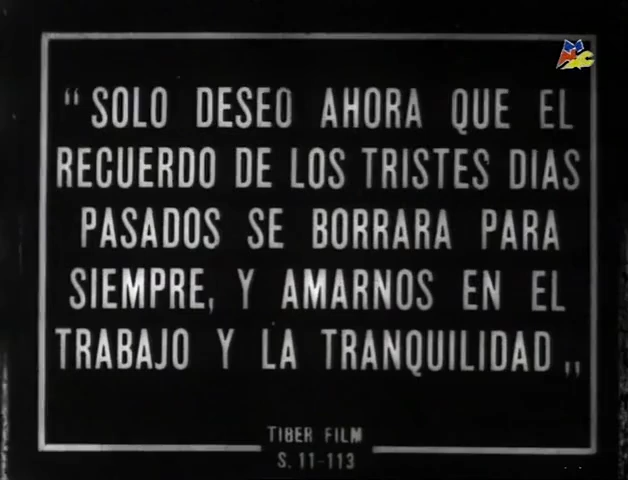 “ SOLO DESEO AHORA QUE EL
RECUERDO DE LOS TRISTES DIAS
PASADOS SE BORRARA PARA
SIEMPRE, Y AMARNOS EN EL
TRABAJO Y LA TRANQUILIDAD „
TIBER FILM
S. 11-113